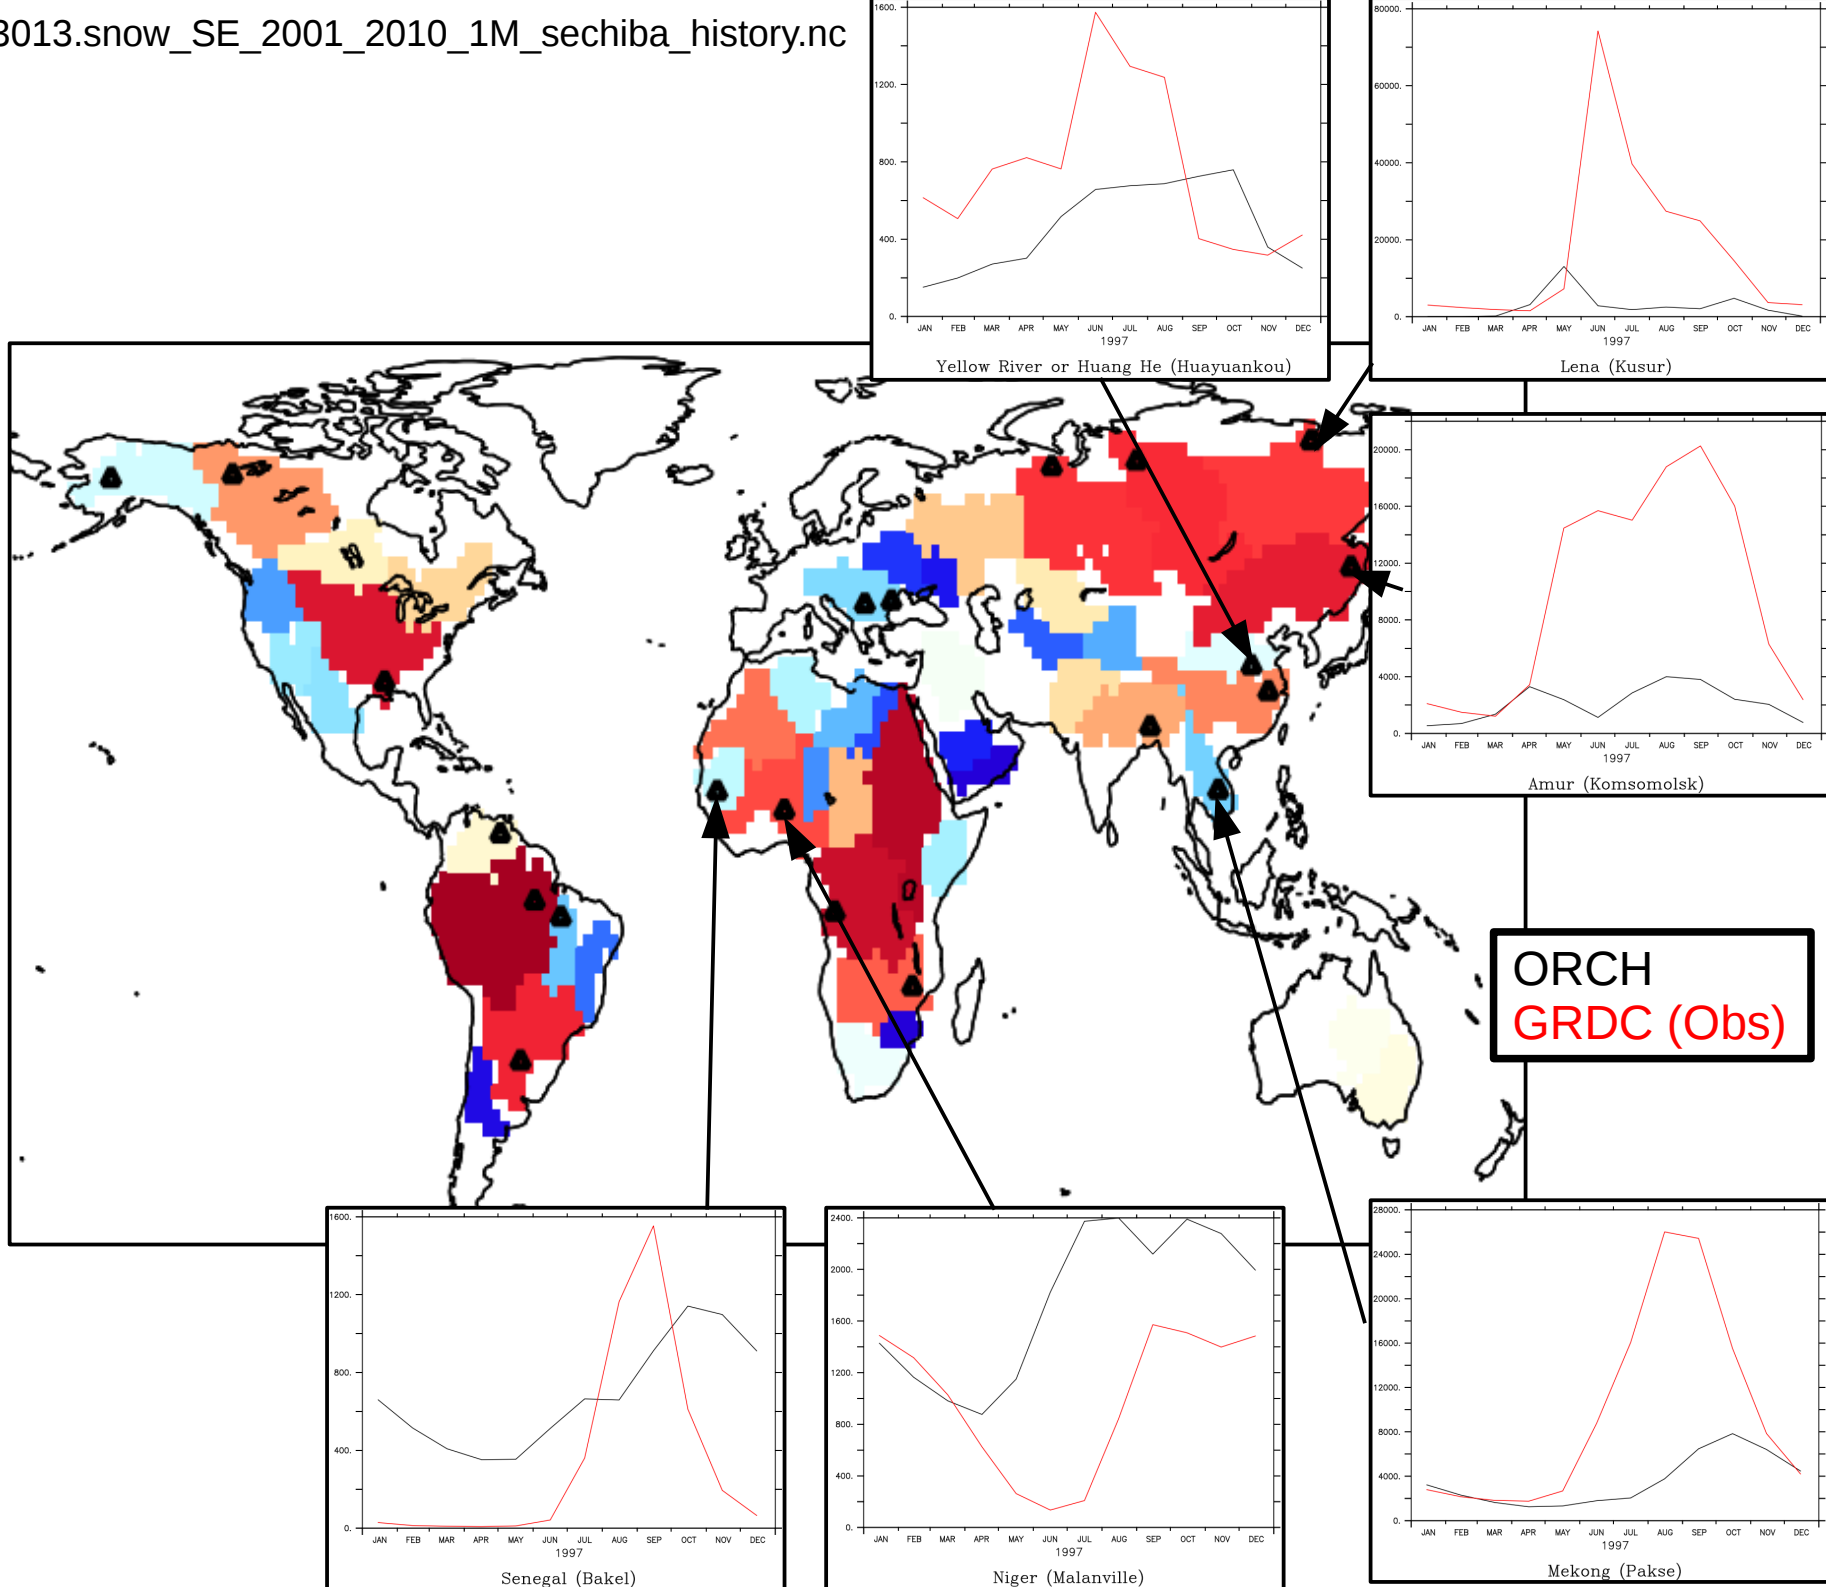 3013.snow_SE_2001_2010_1M_sechiba_history.nc
1600.
1200.
800.
400.
0.
JAN FEB MAR APR MAY JUN JUL AUG SEP OCT NOV DEC
1997
Yellow River or Huang He (Huayuankou)
80000.
60000.
40000.
20000.
0.
JAN FEB MAR APR MAY JUN JUL AUG SEP OCT NOV DEC
1997
Lena (Kusur)
20000.
16000.
12000.
8000.
4000.
0.
JAN FEB MAR APR MAY JUN JUL AUG SEP OCT NOV DEC
1997
Amur (Komsomolsk)
ORCH
GRDC (Obs)
1600.
1200.
800.
400.
0.
JAN FEB MAR APR MAY JUN JUL AUG SEP OCT NOV DEC
1997
Senegal (Bakel)
2400.
2000.
1600.
1200.
800.
400.
0.
JAN FEB MAR APR MAY JUN JUL AUG SEP OCT NOV DEC
1997
Niger (Malanville)
28000.
24000.
20000.
16000.
12000.
8000.
4000.
0.
JAN FEB MAR APR MAY JUN JUL AUG SEP OCT NOV DEC
1997
Mekong (Pakse)